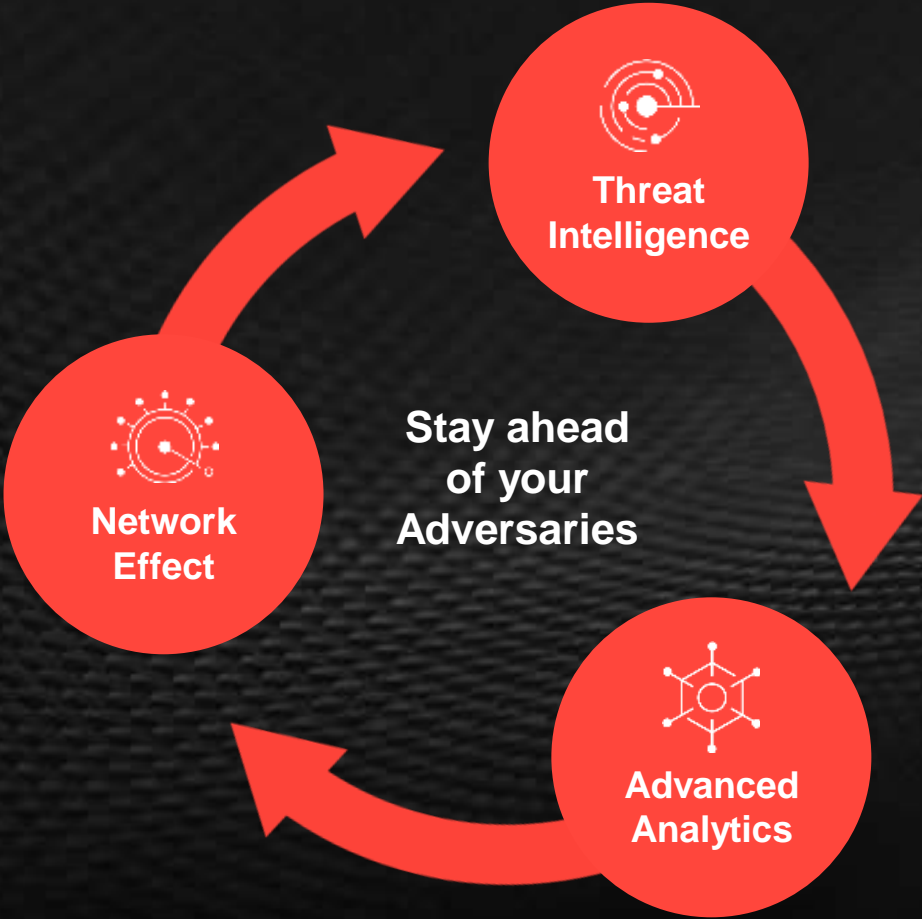 Threat
Intelligence
Stay ahead
of your
Adversaries
Network
Effect
Advanced
Analytics